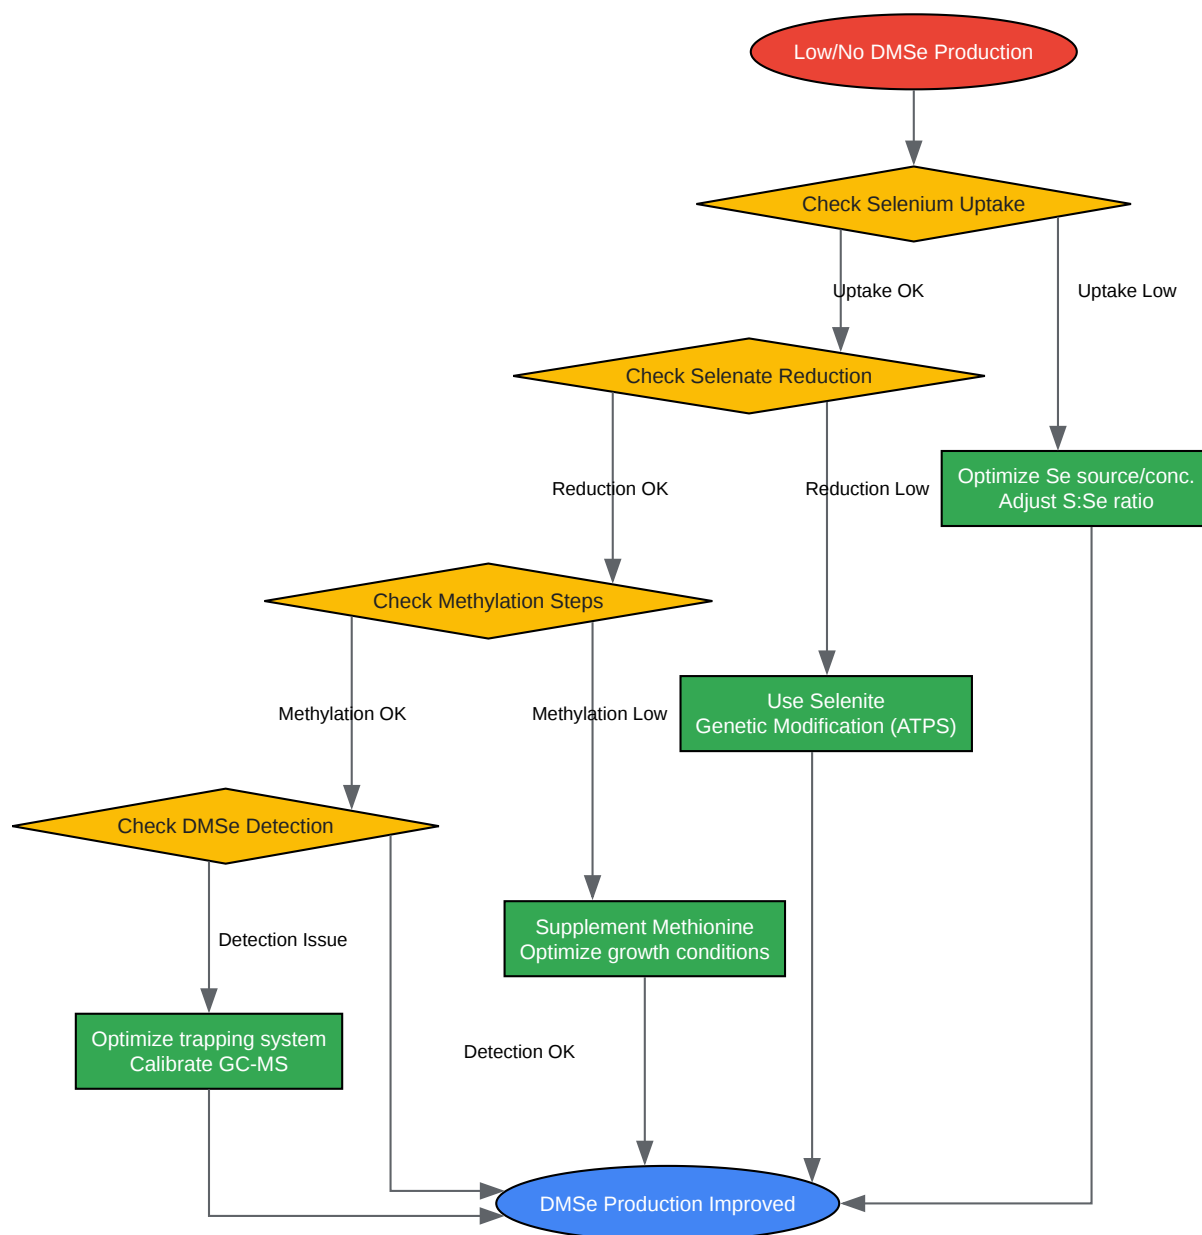 Low/No DMSe Production
Check Selenium Uptake
Uptake OK
Uptake Low
Check Selenate Reduction
Reduction OK
Reduction Low
Optimize Se source/conc.
Adjust S:Se ratio
Check Methylation Steps
Methylation OK
Methylation Low
Use Selenite
Genetic Modification (ATPS)
Check DMSe Detection
Detection Issue
Supplement Methionine
Optimize growth conditions
Optimize trapping system
Calibrate GC-MS
Detection OK
DMSe Production Improved